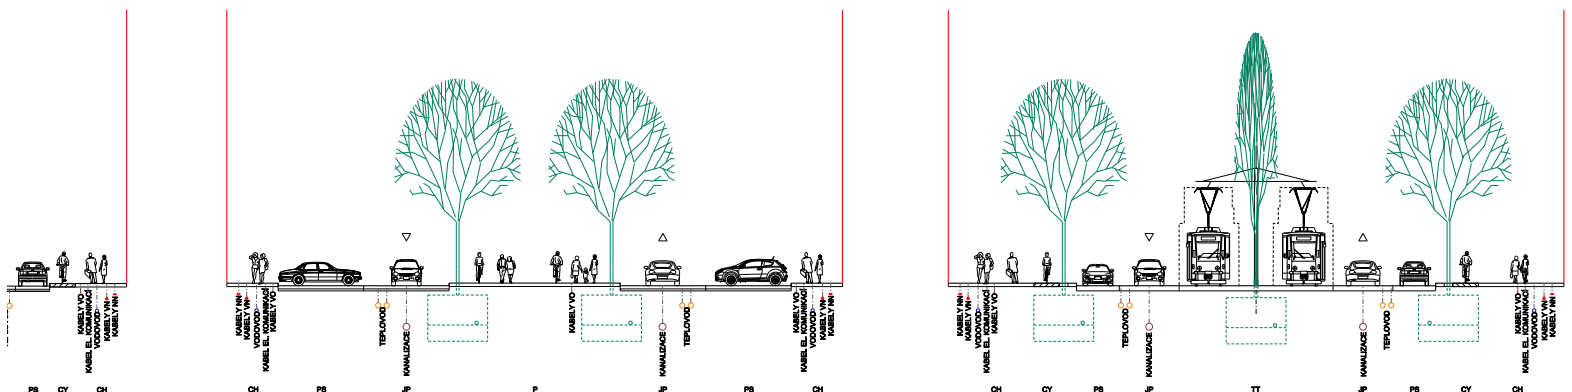 KABELY VO
KABEL EL. KOMUNIKACÍ
VODOVOD
KABELY VN
KABELY NN
PS CY CH
KABELY NN
KABELY VN
VODOVOD
KABEL EL. KOMUNIKACÍ
KABELY VO
TEPLOVOD
KANALIZACE
KABELY VO
KANALIZACE
TEPLOVOD
KABELY VO
KABEL EL. KOMUNIKACÍ
VODOVOD
KABELY VN
KABELY NN
CH PS JP P JP PS CH
KABELY NN
KABELY VN
VODOVOD
KABEL EL. KOMUNIKACÍ
KABELY VO
TEPLOVOD
KANALIZACE
KANALIZACE
TEPLOVOD
KABELY VO
KABEL EL. KOMUNIKACÍ
VODOVOD
KABELY VN
KABELY NN
CH CY PS JP TT JP PS CY CH